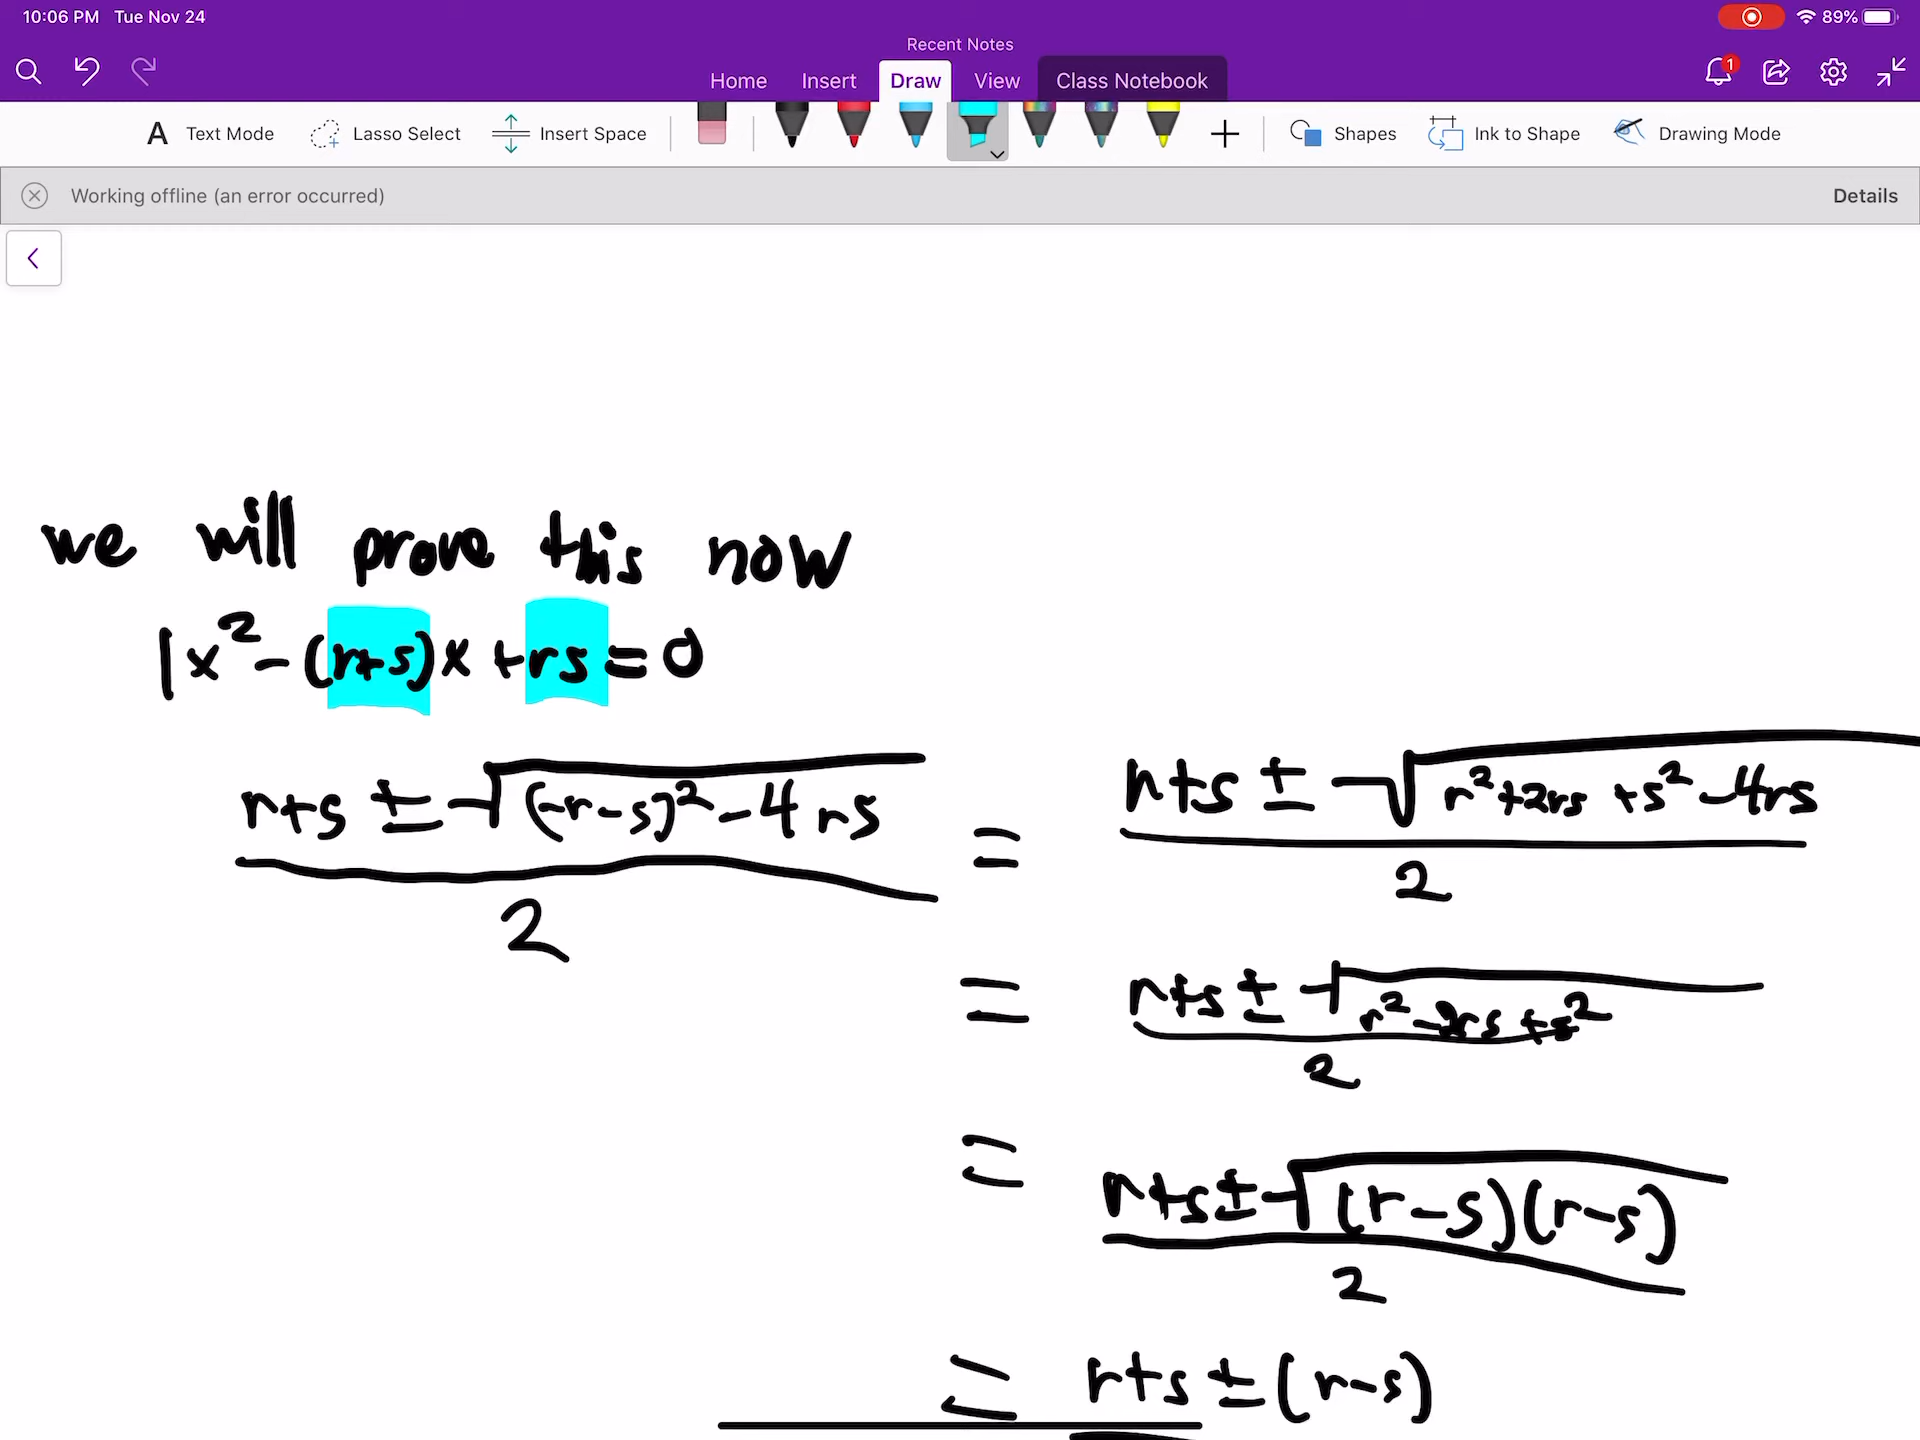 10:06 PM Tue Nov 24
89%
Recent Notes
Home Insert Draw View Class Notebook
1
A Text Mode Lasso Select Insert Space Shapes Ink to Shape Drawing Mode
Working offline (an error occurred) Details
we will prove this now
1x²-(r+s)x+rs=0
r+s ± √(-r-s)²-4rs
2
= r+s ± √r²+2rs+s²-4rs
2
= r+s ± √r²-2rs+s²
2
= r+s ± √(r-s)(r-s)
2
= r+s ± (r-s)